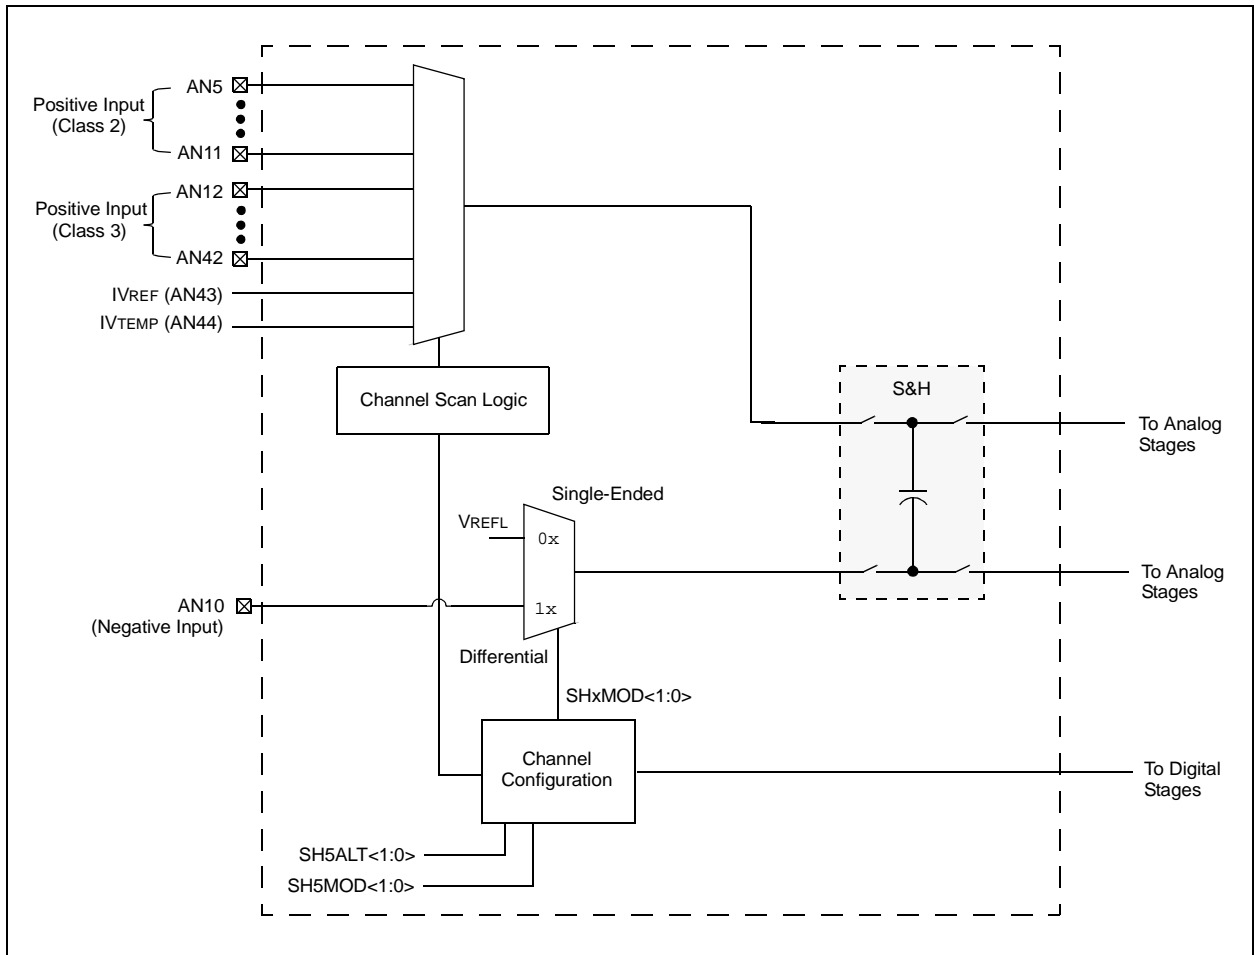 AN5
Positive Input
(Class 2)
AN11
AN12
Positive Input
(Class 3)
AN42
IVREF (AN43)
IVTEMP (AN44)
Channel Scan Logic
S&H
To Analog
Stages
Single-Ended
VREFL
0x
To Analog
Stages
AN10
(Negative Input)
1x
Differential
SHxMOD<1:0>
Channel
Configuration
To Digital
Stages
SH5ALT<1:0>
SH5MOD<1:0>